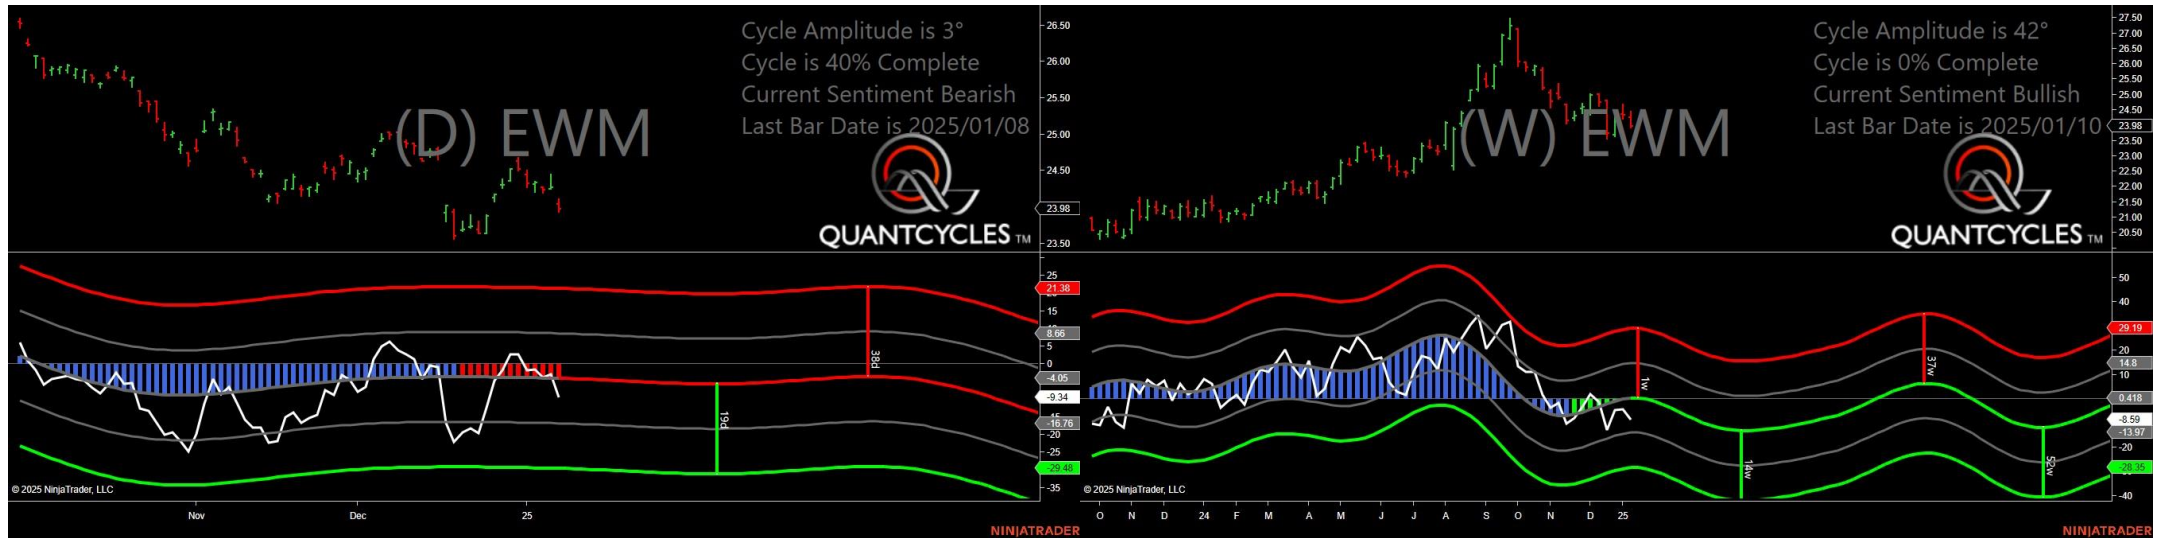 Cycle Amplitude is 3°
Cycle is 40% Complete
Current Sentiment Bearish
Last Bar Date is 2025/01/08
(D) EWM
QUANTCYCLES TM
26.50
26.00
25.50
25.00
24.50
23.98
23.50
25
21.38
15
8.66
5
0
-4.05
-9.34
-15
-16.76
-20
-25
-29.48
-35
38d
19d
© 2025 NinjaTrader, LLC
Nov
Dec
25
NINJATRADER
Cycle Amplitude is 42°
Cycle is 0% Complete
Current Sentiment Bullish
Last Bar Date is 2025/01/10
(W) EWM
QUANTCYCLES TM
27.50
27.00
26.50
26.00
25.50
25.00
24.50
23.98
23.50
23.00
22.50
22.00
21.50
21.00
20.50
50
40
29.19
20
14.8
10
0.418
-8.59
-13.97
-20
-28.35
-40
1w
14w
37w
52w
© 2025 NinjaTrader, LLC
O N D 24 F M A M J J A S O N D 25
NINJATRADER